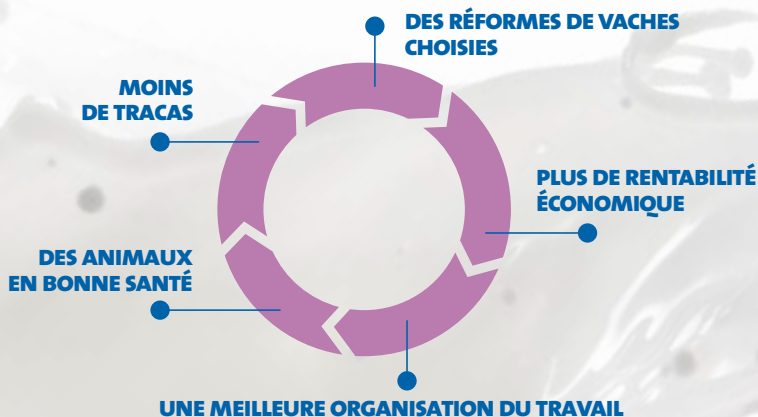 DES RÉFORMES DE VACHES
CHOISIES
MOINS
DE TRACAS
PLUS DE RENTABILITÉ
ÉCONOMIQUE
DES ANIMAUX
EN BONNE SANTÉ
UNE MEILLEURE ORGANISATION DU TRAVAIL